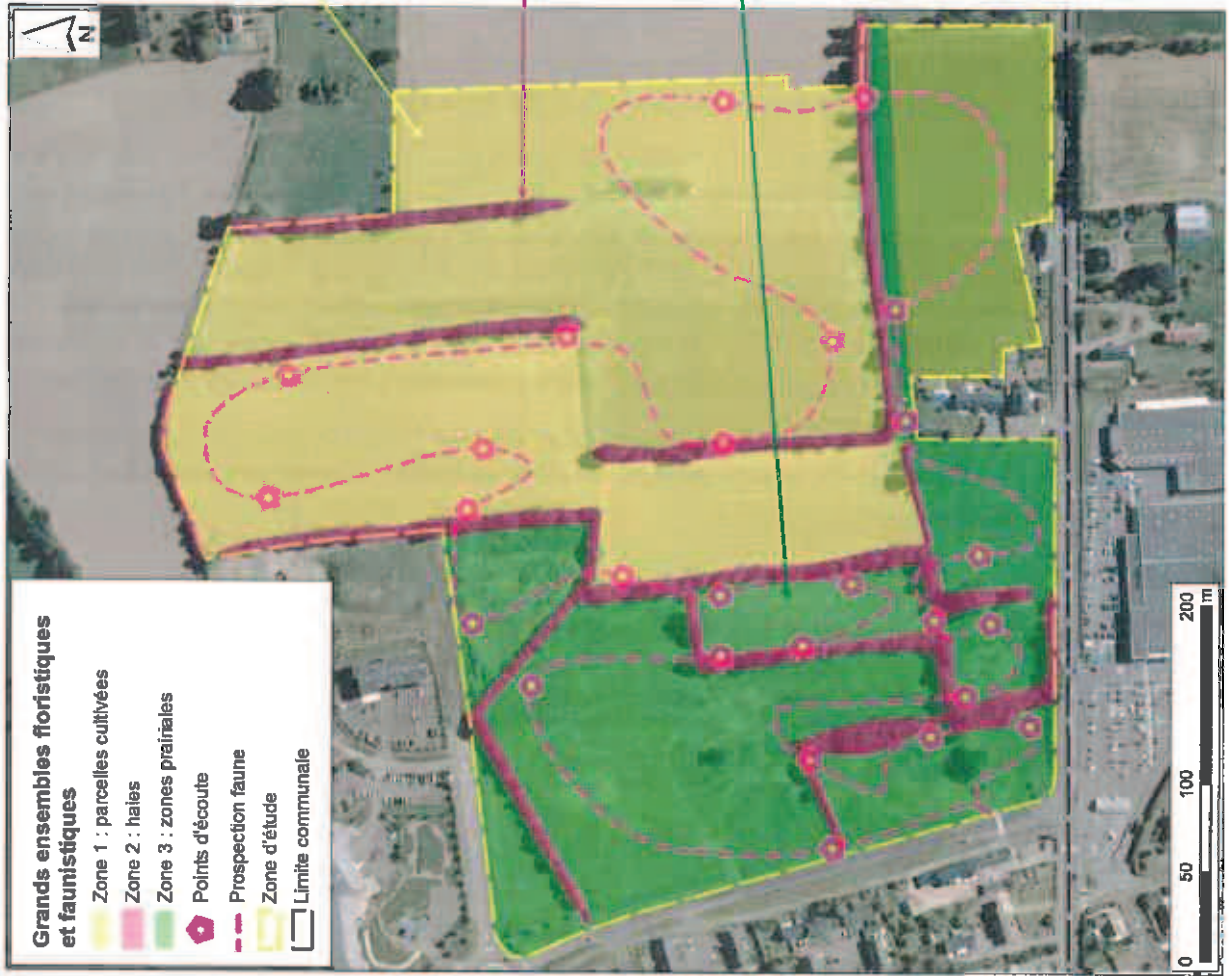 N
Grands ensembles floristiques
et faunistiques
Zone 1 : parcelles cultivées
Zone 2 : haies
Zone 3 : zones prairiales
Points d'écoute
Prospection faune
Zone d'étude
Limite communale
0 50 100 200
m